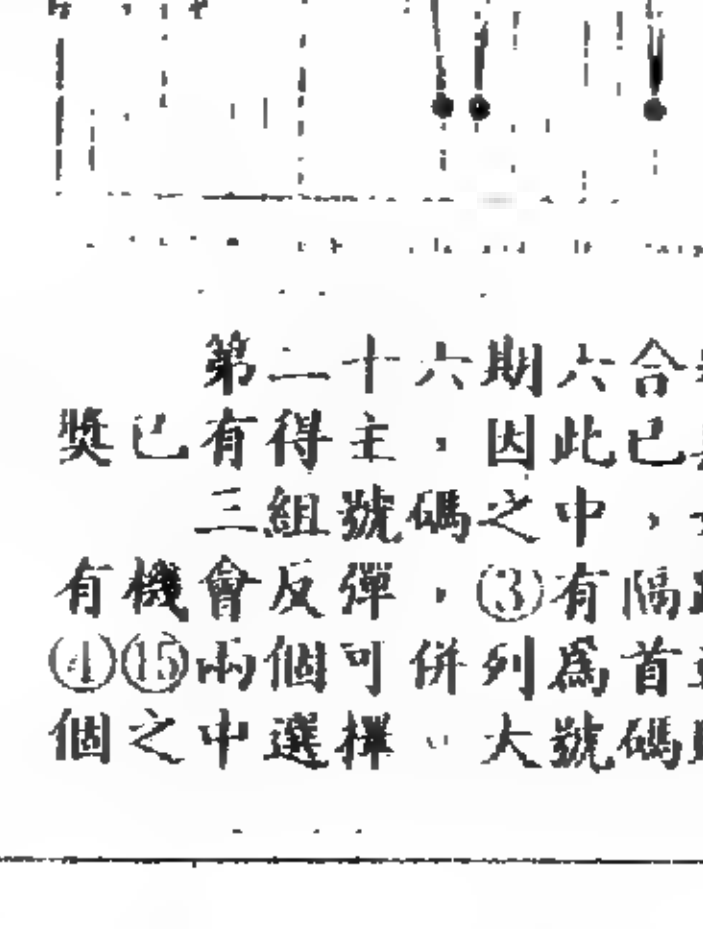 第二十六期六合
獎已有得主，因此已
三組號碼之中，
有機會反彈，③有隔
④⑮兩個可併列爲首
個之中選擇。大號碼